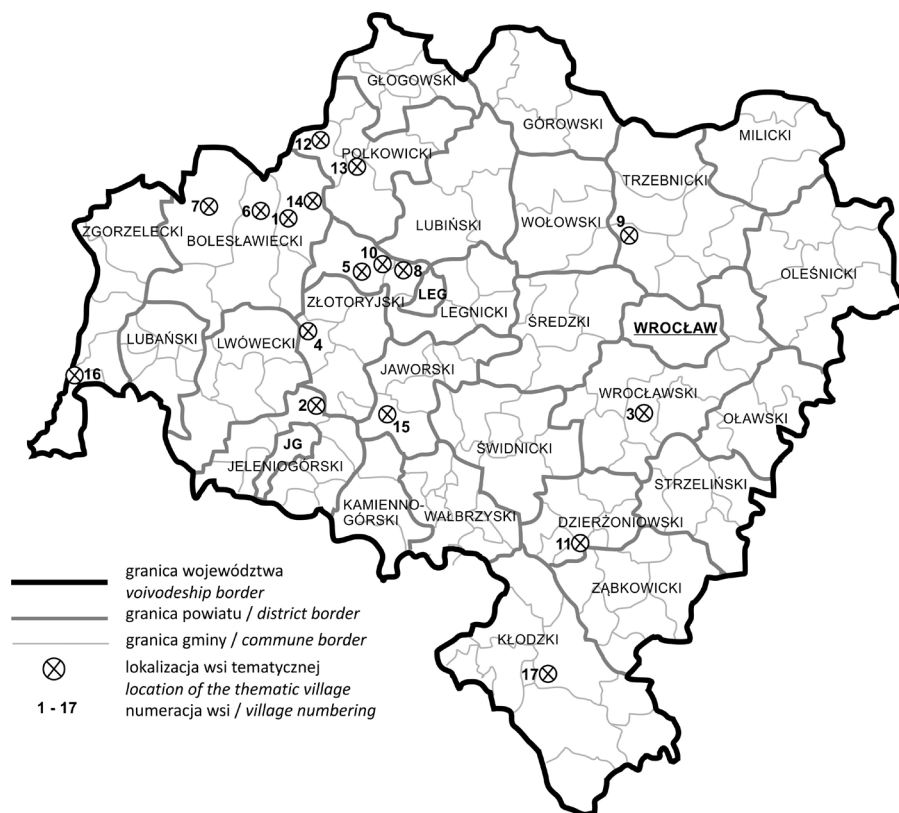 GŁOGOWSKI
GÓROWSKI
MILICKI
12
POLKOWICKI
13
TRZEBNICKI
7
6
14
1
9
ZGORZELECKI
BOLESŁAWIECKI
LUBIŃSKI
WOŁOWSKI
10
5
8
OLEŚNICKI
LEG
ZŁOTORYJSKI
LEGNICKI
ŚREDZKI
WROCŁAW
LUBAŃSKI
LWÓWECKI
4
JAWORSKI
16
WROCŁAWSKI
2
3
OŁAWSKI
15
JG
ŚWIDNICKI
JELENIOGÓRSKI
STRZELIŃSKI
KAMIENNO-
GÓRSKI
WAŁBRZYSKI
DZIERŻONIOWSKI
11
ZĄBKOWICKI
KŁODZKI
17
granica województwa
voivodeship border
granica powiatu / district border
granica gminy / commune border
lokalizacja wsi tematycznej
location of the thematic village
1 - 17 numeracja wsi / village numbering